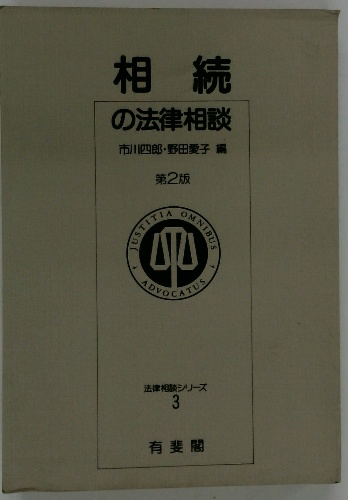 相続
の法律相談
市川四郎・野田愛子 編
第2版
JUSTITIA OMNIBUS
ADVOCATUS
法律相談シリーズ
3
有斐閣